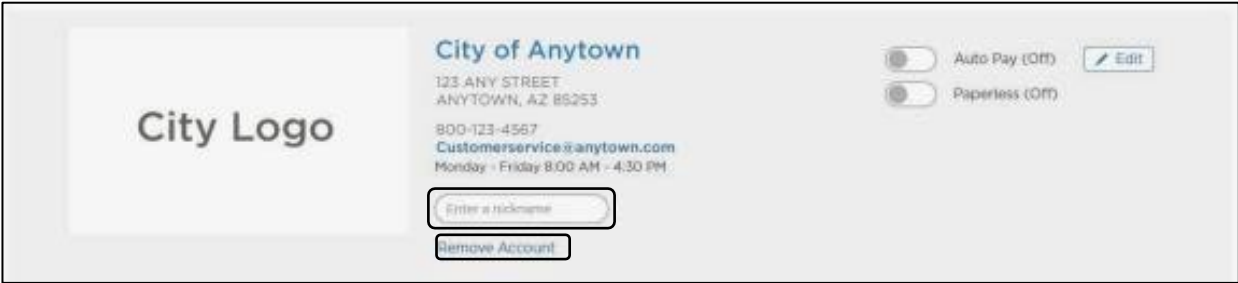 City Logo
City of Anytown
123 ANY STREET
ANYTOWN, AZ 85253
800-123-4567
Customerservice@anytown.com
Monday - Friday 8:00 AM - 4:30 PM
Enter a nickname
Remove Account
Auto Pay (Off)
Edit
Paperless (Off)